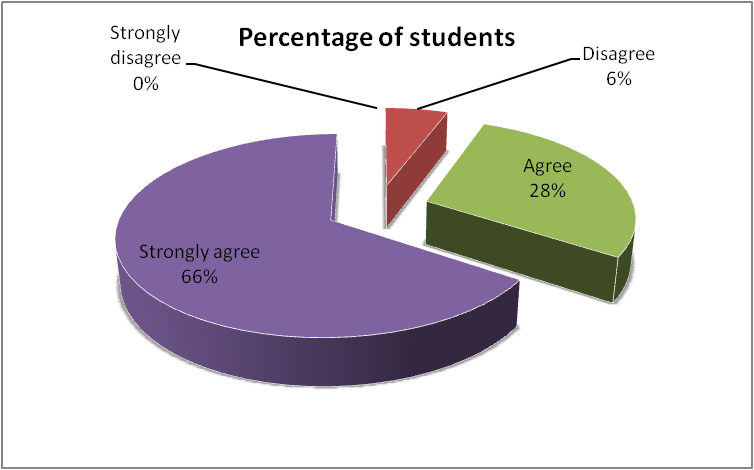 Percentage of students
Strongly
disagree
0%
Disagree
6%
Agree
28%
Strongly agree
66%